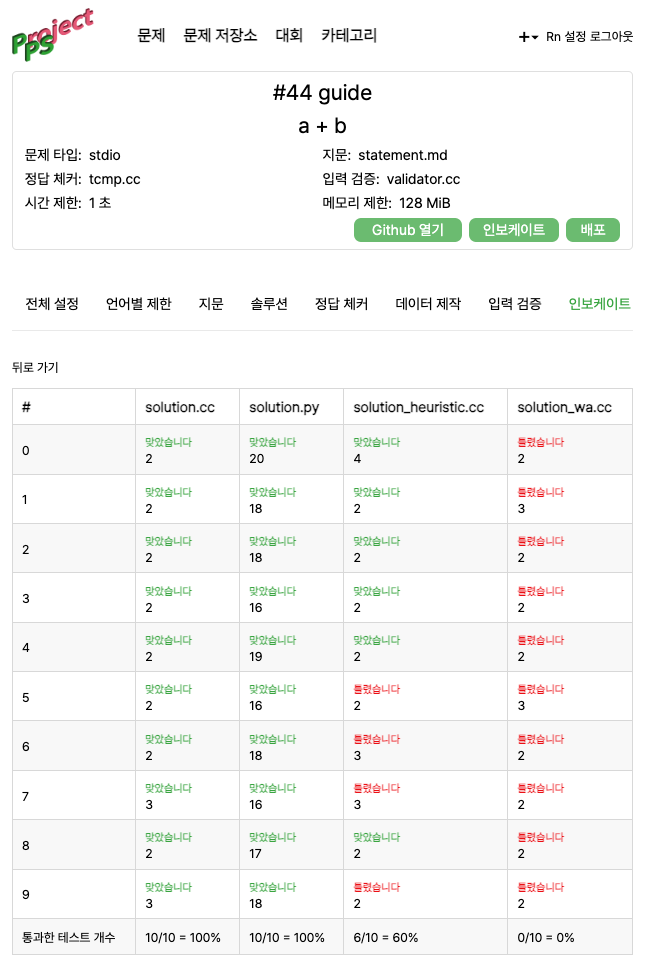 Project
PPS
문제 문제 저장소 대회 카테고리
Rn 설정 로그아웃
#44 guide
a + b
문제 타입: stdio 지문: statement.md
정답 체커: tcmp.cc 입력 검증: validator.cc
시간 제한: 1 초 메모리 제한: 128 MiB
Github 열기 인보케이트 배포
전체 설정 언어별 제한 지문 솔루션 정답 체커 데이터 제작 입력 검증 인보케이트
뒤로 가기
# solution.cc solution.py solution_heuristic.cc solution_wa.cc
맞았습니다 맞았습니다 맞았습니다 틀렸습니다
0 2 20 4 2
맞았습니다 맞았습니다 맞았습니다 틀렸습니다
1 2 18 2 3
맞았습니다 맞았습니다 맞았습니다 틀렸습니다
2 2 18 2 2
맞았습니다 맞았습니다 맞았습니다 틀렸습니다
3 2 16 2 2
맞았습니다 맞았습니다 맞았습니다 틀렸습니다
4 2 19 2 2
맞았습니다 맞았습니다 틀렸습니다 틀렸습니다
5 2 16 2 3
맞았습니다 맞았습니다 틀렸습니다 틀렸습니다
6 2 18 3 2
맞았습니다 맞았습니다 틀렸습니다 틀렸습니다
7 3 16 3 2
맞았습니다 맞았습니다 맞았습니다 틀렸습니다
8 2 17 2 2
맞았습니다 맞았습니다 틀렸습니다 틀렸습니다
9 3 18 2 2
통과한 테스트 개수 10/10 = 100% 10/10 = 100% 6/10 = 60% 0/10 = 0%